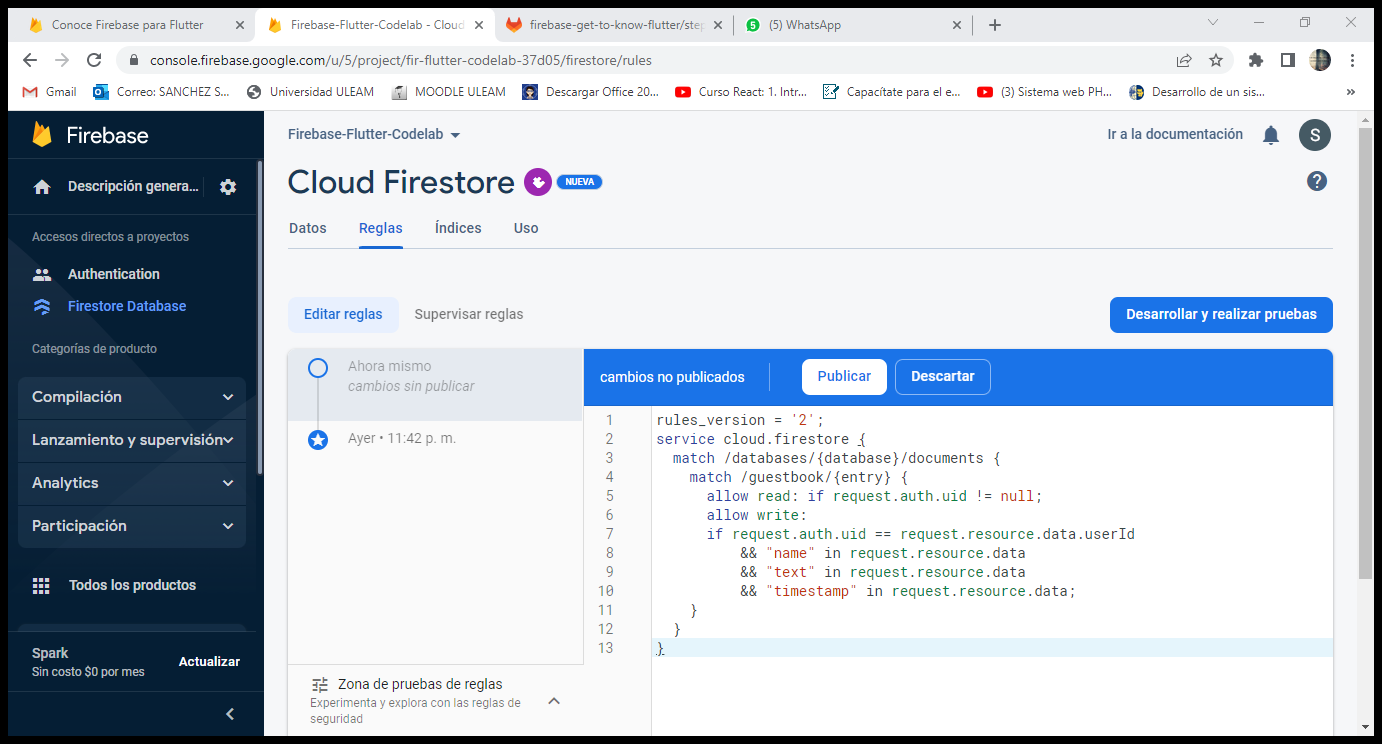 Conoce Firebase para Flutter
Firebase-Flutter-Codelab - Cloud
firebase-get-to-know-flutter/step
5
(5) WhatsApp
console.firebase.google.com/u/5/project/fir-flutter-codelab-37d05/firestore/rules
Gmail
Correo: SANCHEZ S...
Universidad ULEAM
MOODLE ULEAM
Descargar Office 20...
Curso React: 1. Intr...
Capacítate para el e...
(3) Sistema web PH...
Desarrollo de un sis...
»
Firebase
Descripción genera...
Accesos directos a proyectos
Authentication
Firestore Database
Categorías de producto
Compilación
Lanzamiento y supervisión
Analytics
Participación
Todos los productos
Spark
Sin costo $0 por mes
Actualizar
Firebase-Flutter-Codelab
Ir a la documentación
S
Cloud Firestore
NUEVA
?
Datos
Reglas
Índices
Uso
Editar reglas
Supervisar reglas
Desarrollar y realizar pruebas
Ahora mismo
cambios sin publicar
Ayer • 11:42 p. m.
cambios no publicados
Publicar
Descartar
1 rules_version = '2';
2 service cloud.firestore {
3 match /databases/{database}/documents {
4 match /guestbook/{entry} {
5 allow read: if request.auth.uid != null;
6 allow write:
7 if request.auth.uid == request.resource.data.userId
8 && "name" in request.resource.data
9 && "text" in request.resource.data
10 && "timestamp" in request.resource.data;
11 }
12 }
13 }
Zona de pruebas de reglas
Experimenta y explora con las reglas de
seguridad